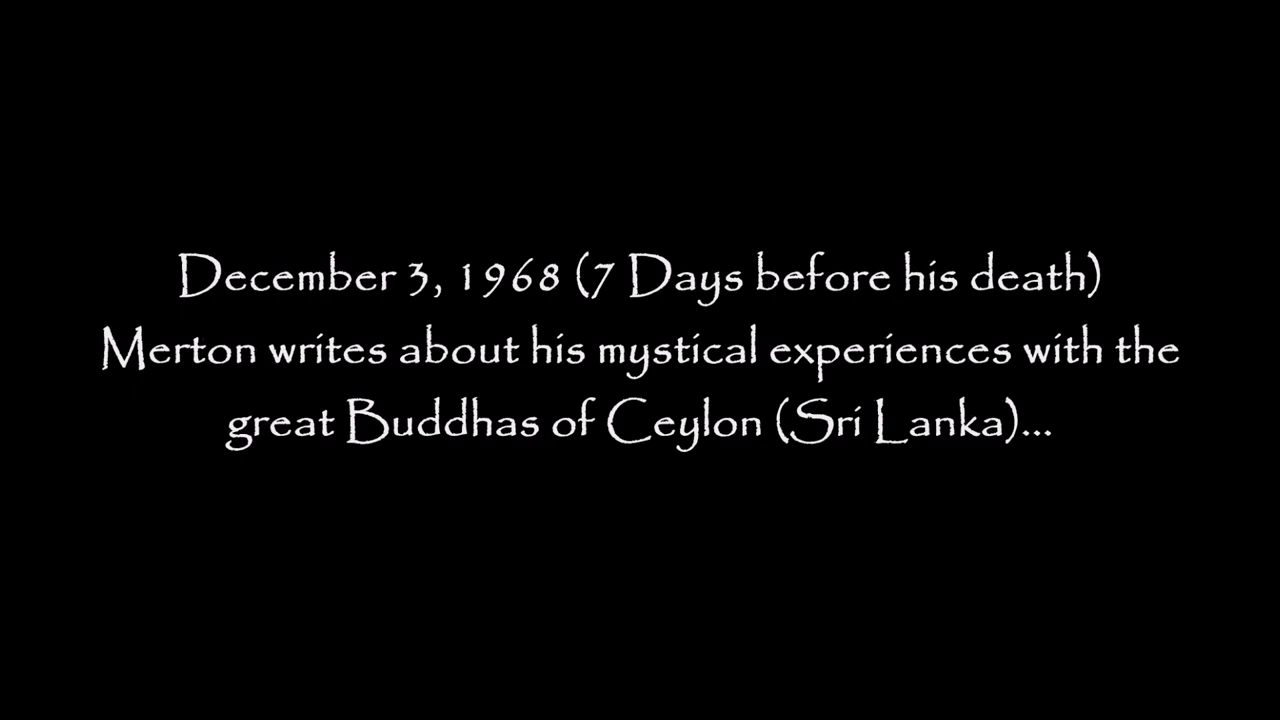 December 3, 1968 (7 Days before his death)
Merton writes about his mystical experiences with the
great Buddhas of Ceylon (Sri Lanka)...